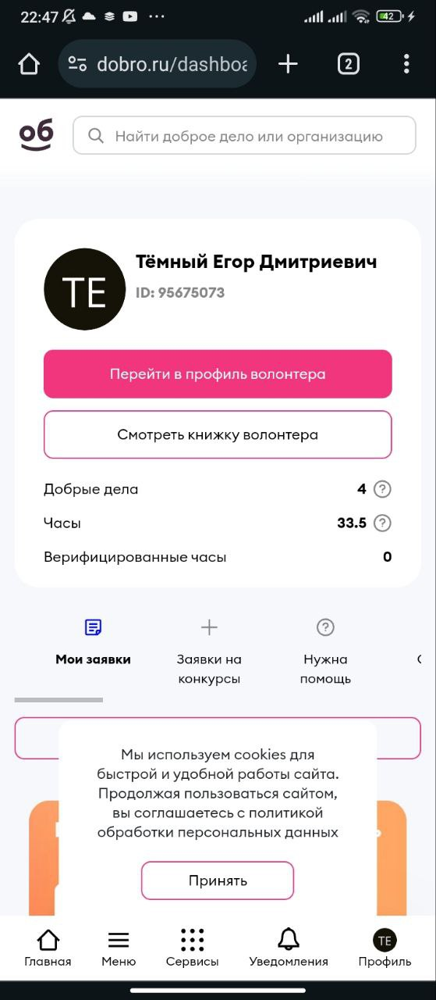 22:47
42
dobro.ru/dashboa
2
об
Найти доброе дело или организацию
ТЕ
Тёмный Егор Дмитриевич
ID: 95675073
Перейти в профиль волонтера
Смотреть книжку волонтера
Добрые дела 4 ?
Часы 33.5 ?
Верифицированные часы 0
?
Мои заявки
Заявки на
конкурсы
Нужна
помощь
Мы используем cookies для
быстрой и удобной работы сайта.
Продолжая пользоваться сайтом,
вы соглашаетесь с политикой
обработки персональных данных
Принять
ТЕ
Главная Меню Сервисы Уведомления Профиль